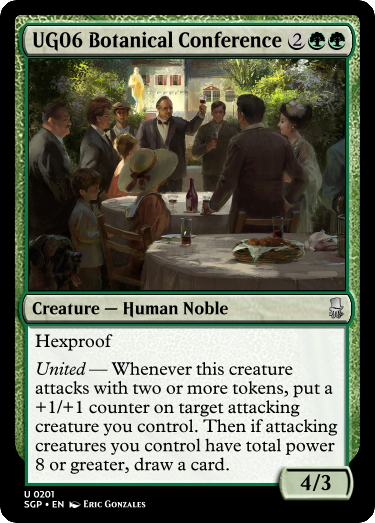 UG06 Botanical Conference 2
Creature — Human Noble
Hexproof
United — Whenever this creature
attacks with two or more tokens, put a
+1/+1 counter on target attacking
creature you control. Then if attacking
creatures you control have total power
8 or greater, draw a card.
4/3
U 0201
SGP • EN Eric Gonzales